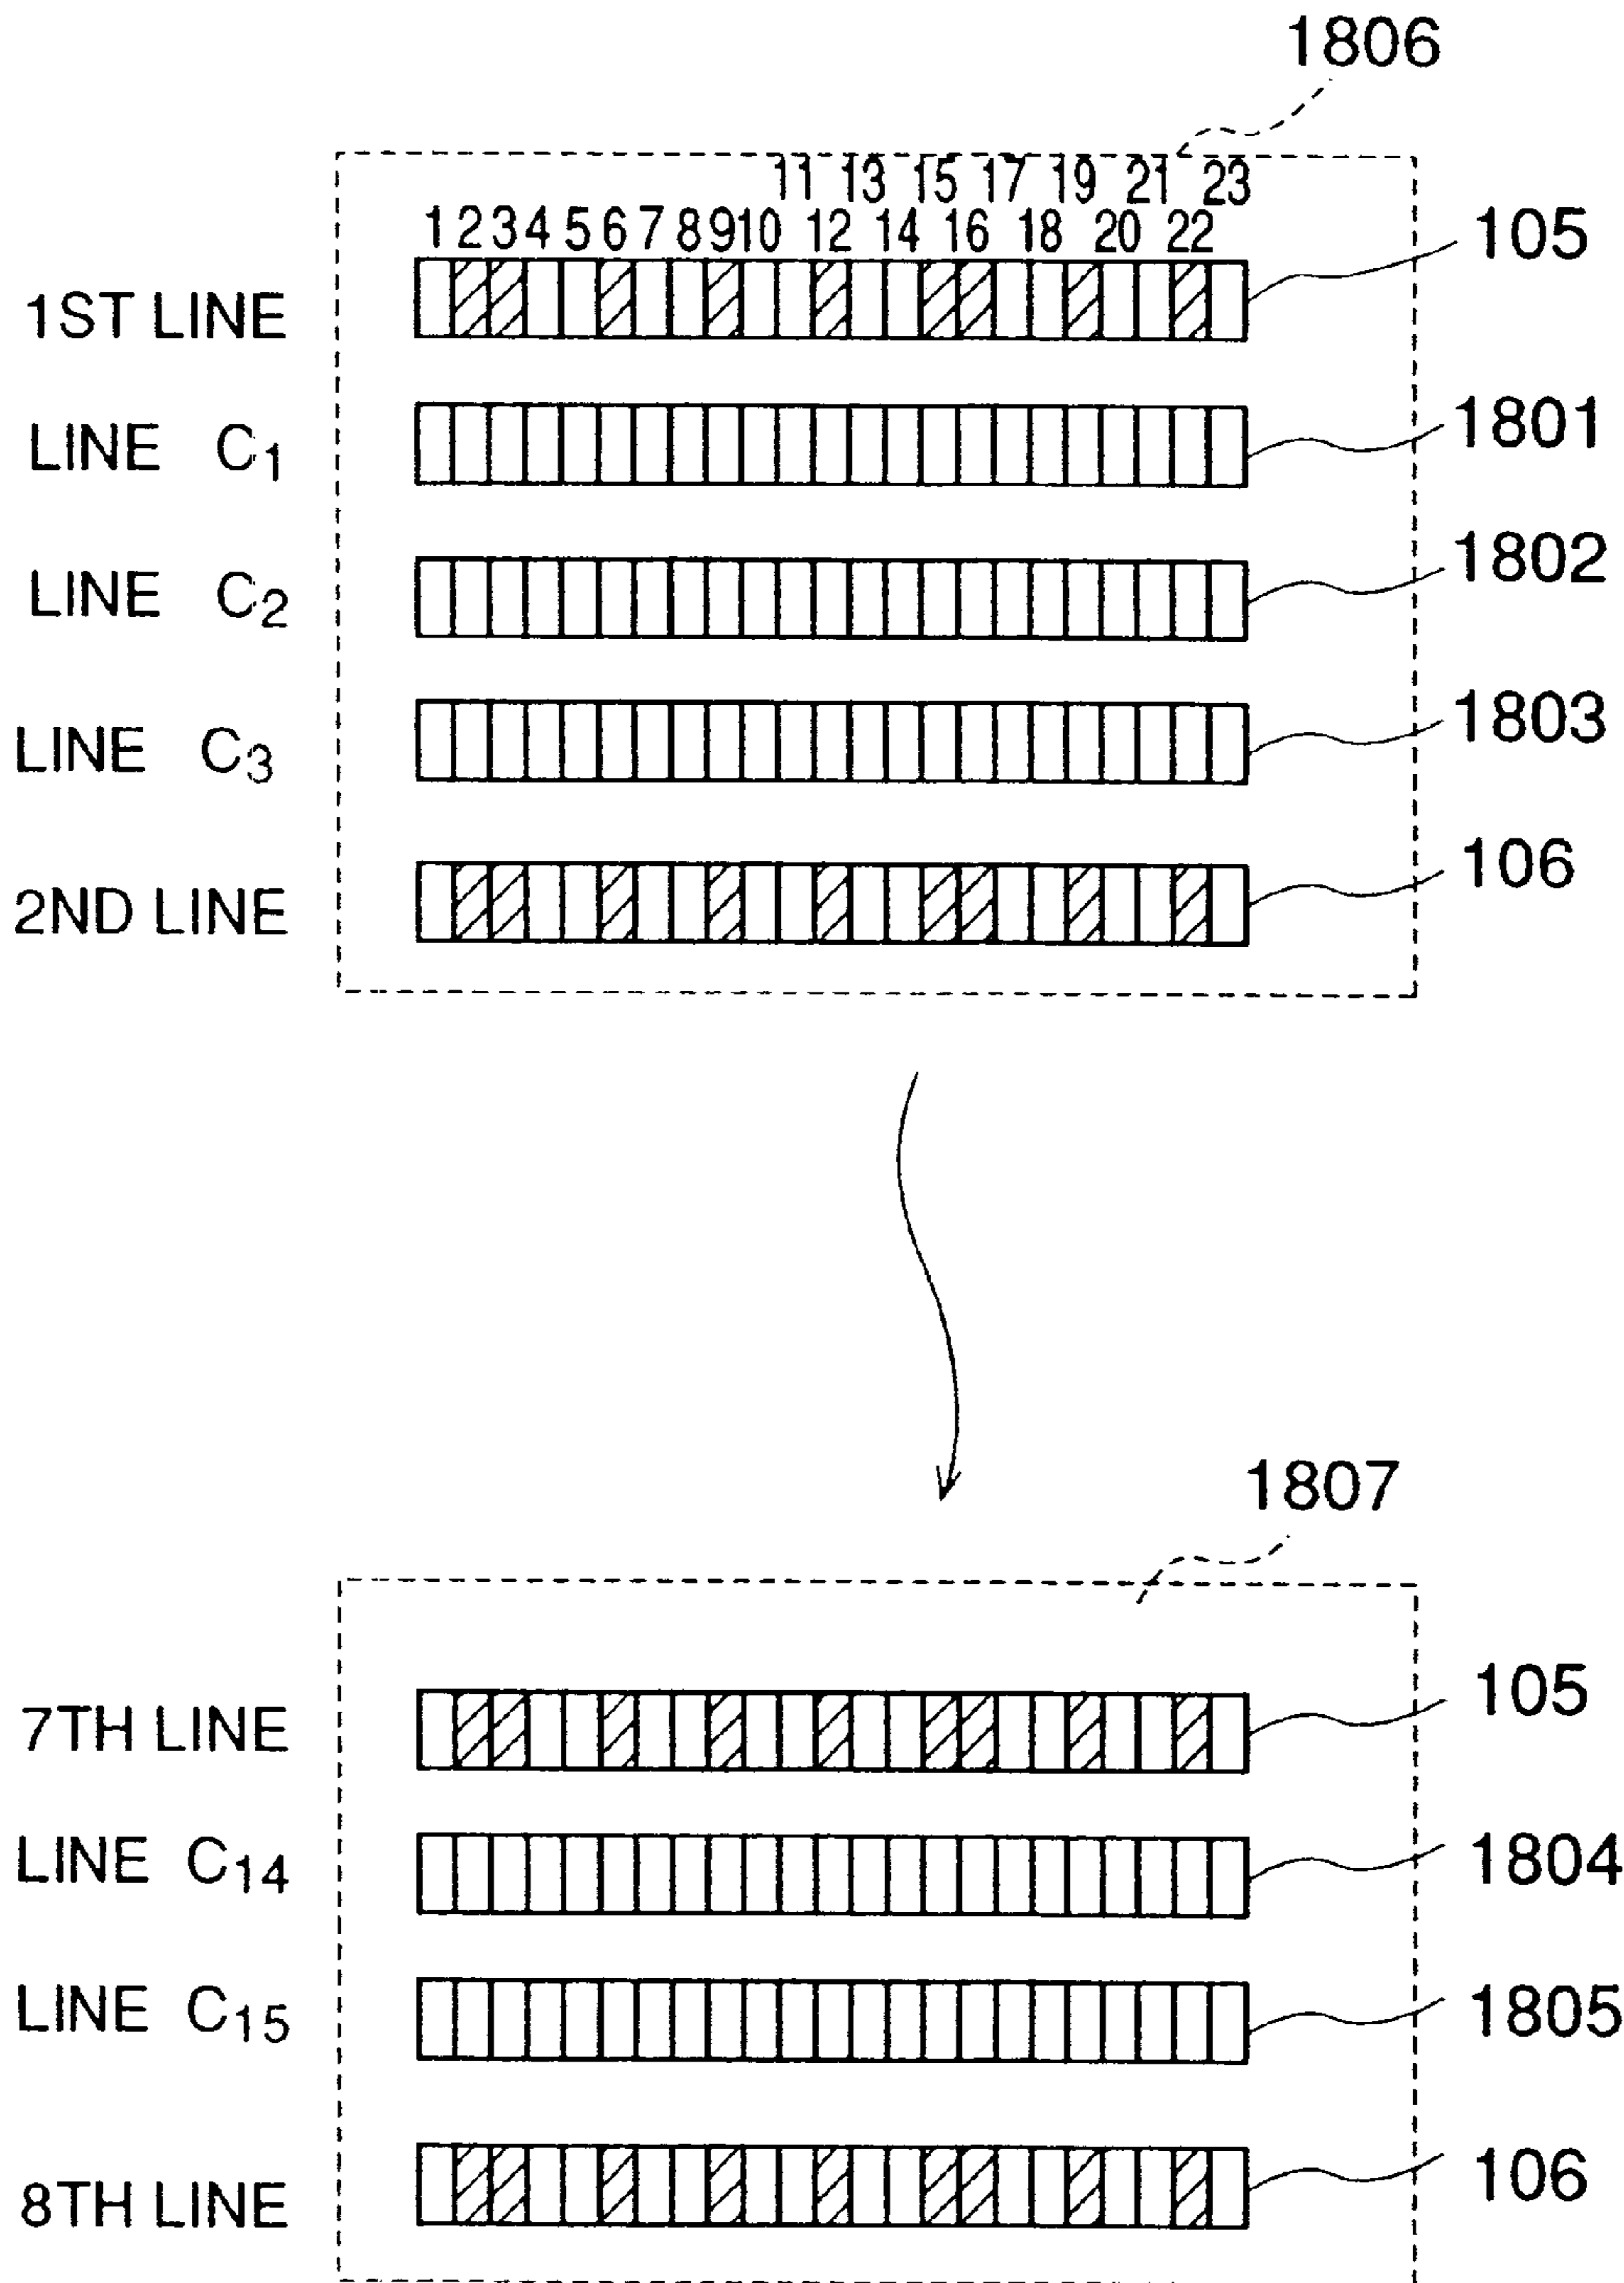 1806
11 13 15 17 19 21 23
1 2 3 4 5 6 7 8 9 10 12 14 16 18 20 22
1ST LINE 105
LINE C1 1801
LINE C2 1802
LINE C3 1803
2ND LINE 106
1807
7TH LINE 105
LINE C14 1804
LINE C15 1805
8TH LINE 106